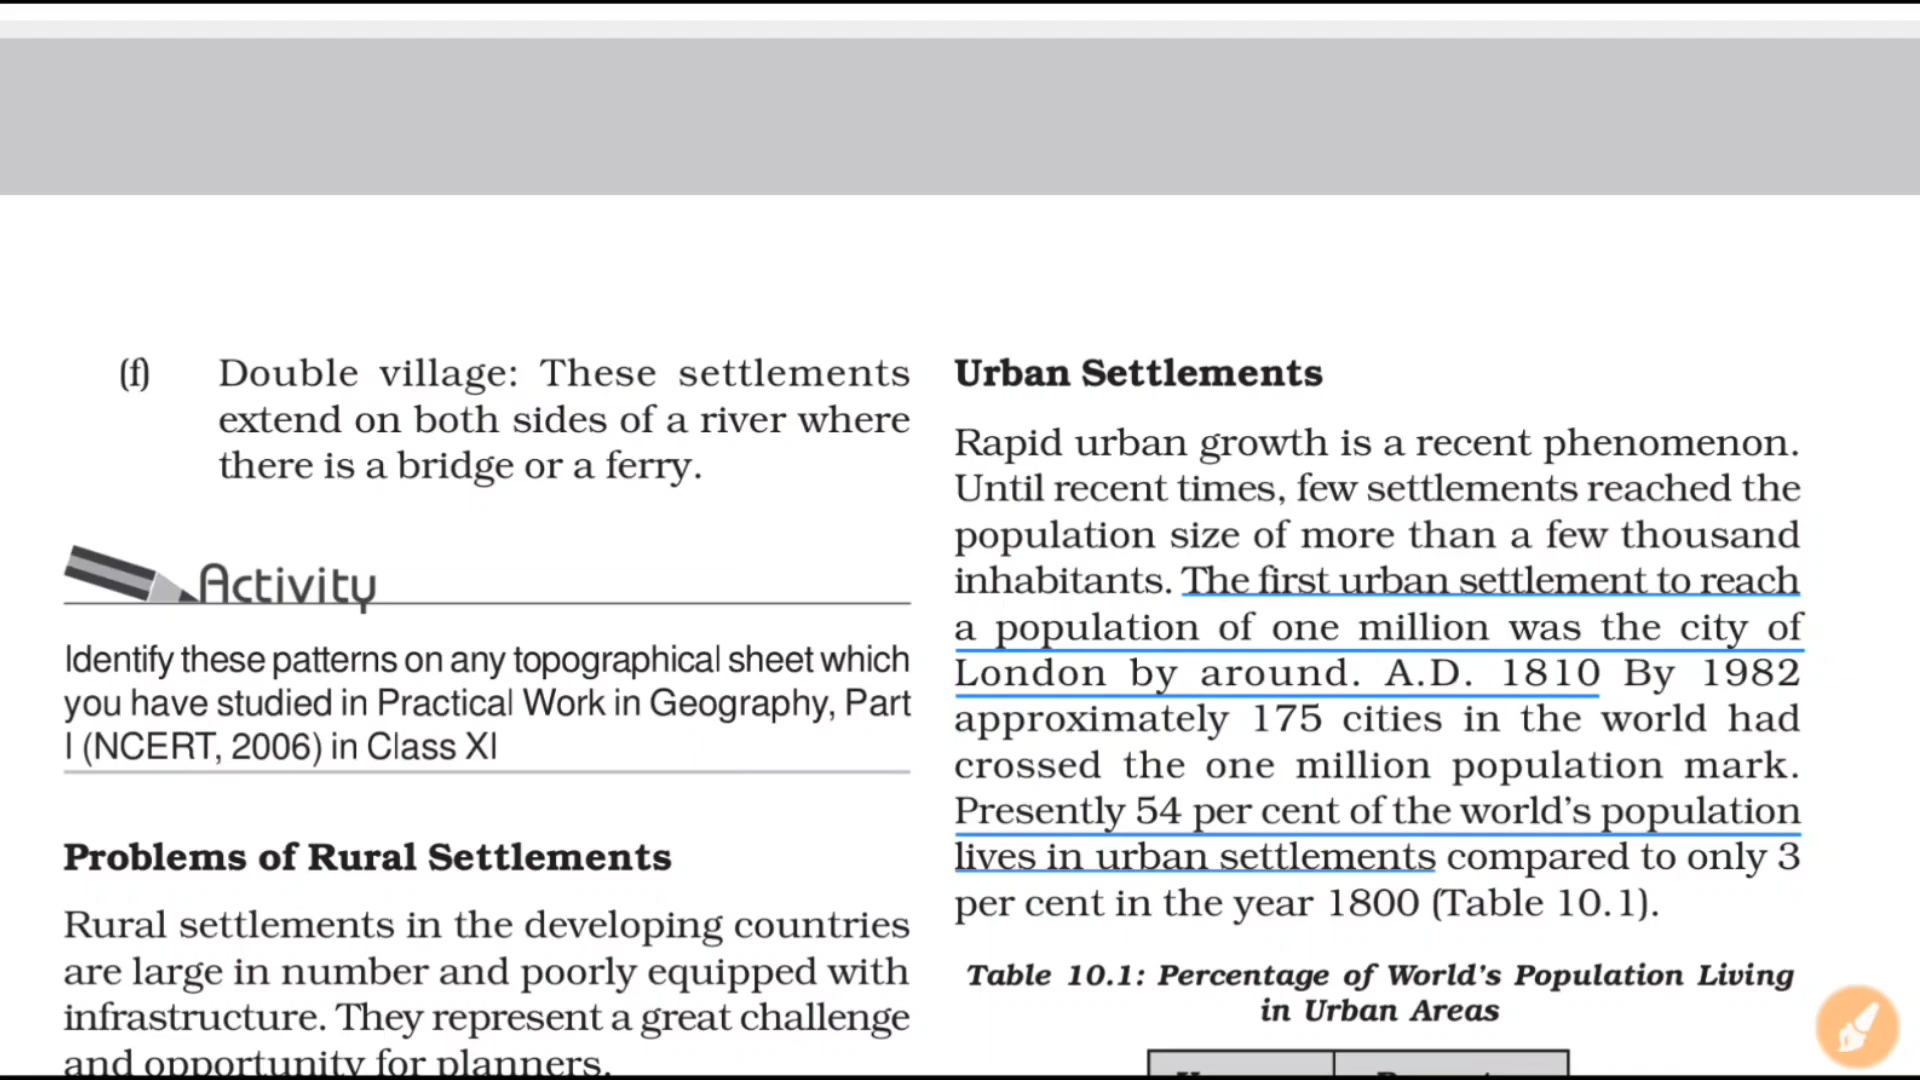 (f) Double village: These settlements
extend on both sides of a river where
there is a bridge or a ferry.
Activity
Identify these patterns on any topographical sheet which
you have studied in Practical Work in Geography, Part
I (NCERT, 2006) in Class XI
Problems of Rural Settlements
Rural settlements in the developing countries
are large in number and poorly equipped with
infrastructure. They represent a great challenge
and opportunity for planners.
Urban Settlements
Rapid urban growth is a recent phenomenon.
Until recent times, few settlements reached the
population size of more than a few thousand
inhabitants. The first urban settlement to reach
a population of one million was the city of
London by around. A.D. 1810 By 1982
approximately 175 cities in the world had
crossed the one million population mark.
Presently 54 per cent of the world's population
lives in urban settlements compared to only 3
per cent in the year 1800 (Table 10.1).
Table 10.1: Percentage of World's Population Living
in Urban Areas